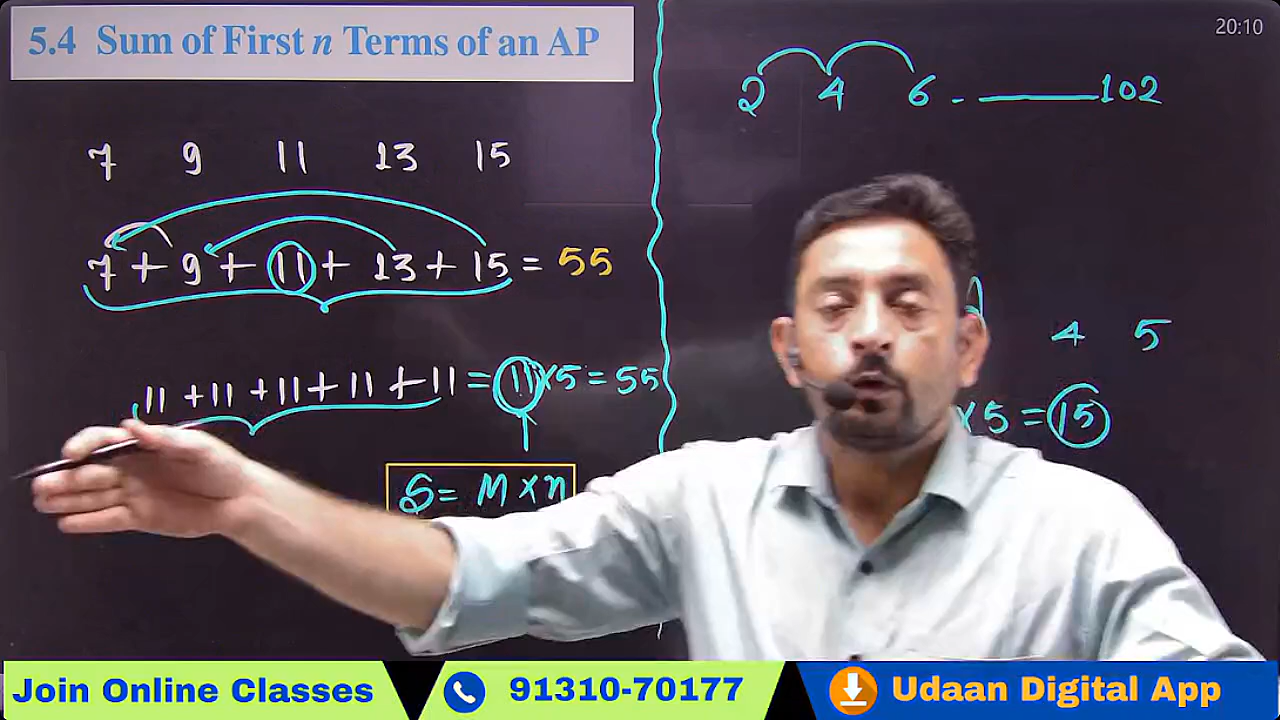 5.4 Sum of First n Terms of an AP
20:10
7 9 11 13 15
7 + 9 + 11 + 13 + 15 = 55
11 + 11 + 11 + 11 + 11 = 11 × 5 = 55
S = M × n
2 4 6 - ——— 102
4 5
× 5 = 15
Join Online Classes
91310-70177
Udaan Digital App